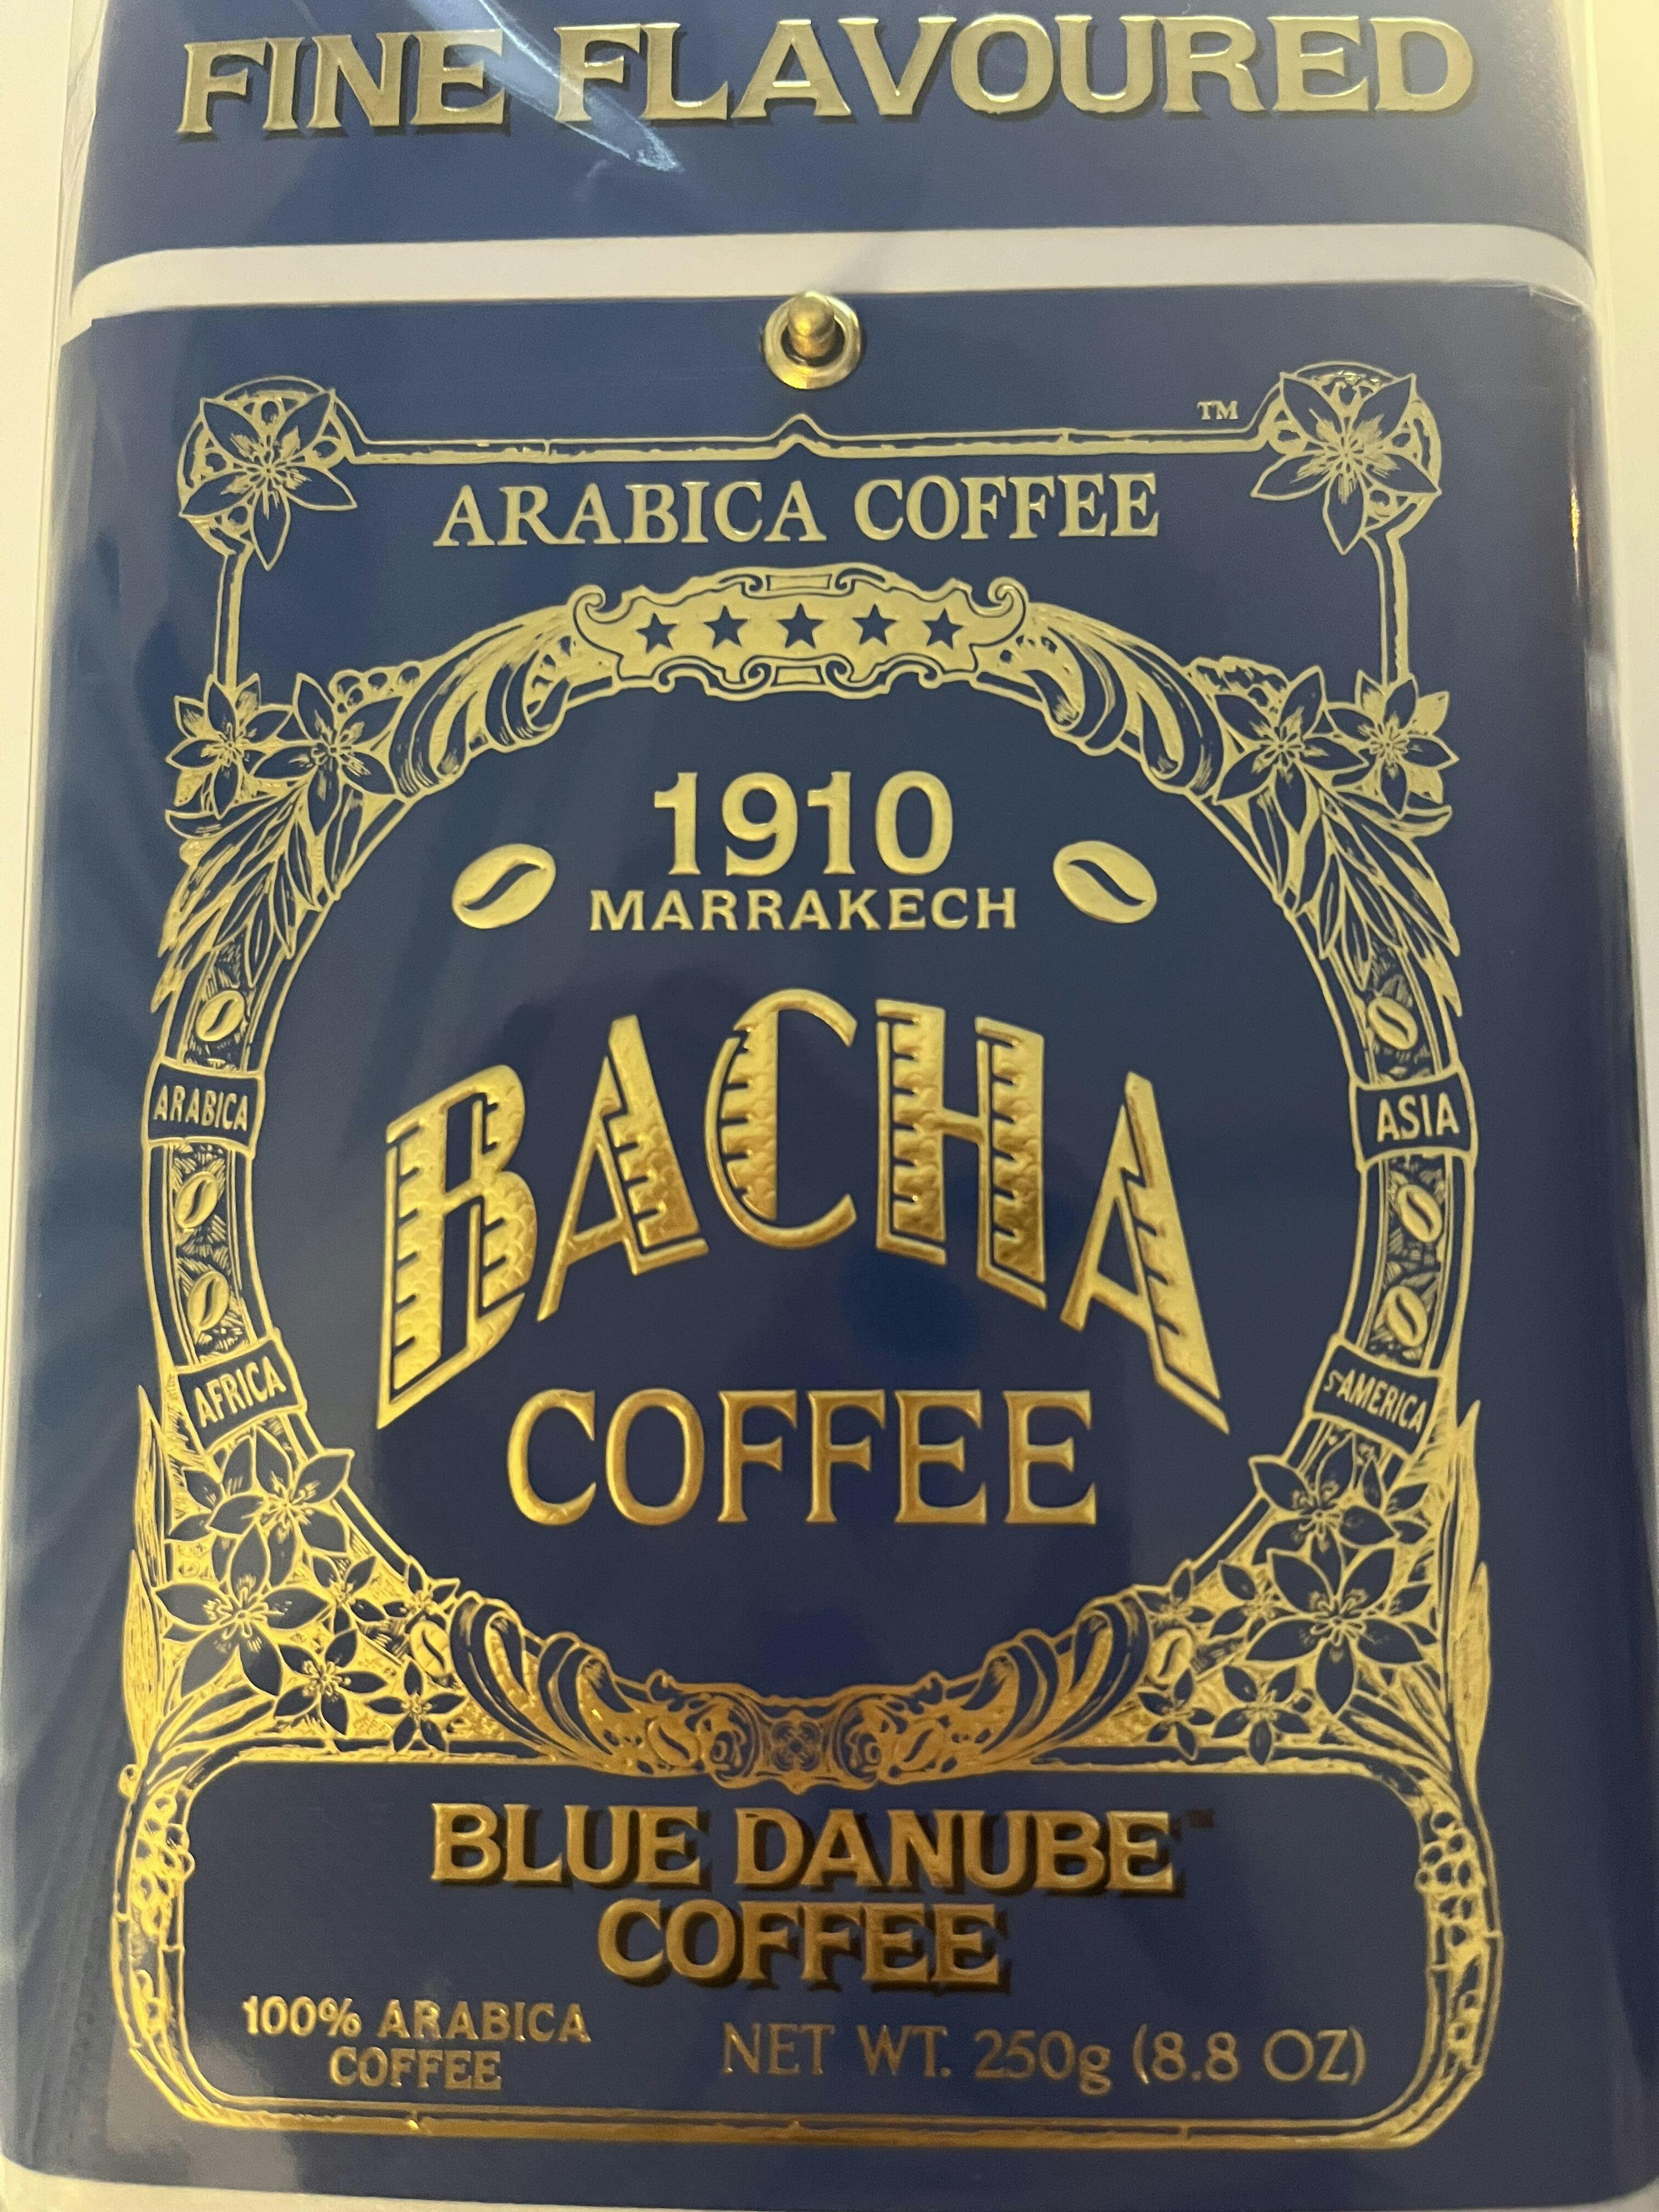 FINE FLAVOURED
TM
ARABICA COFFEE
1910
MARRAKECH
BACHA
COFFEE
ARABICA
ASIA
AFRICA
S-AMERICA
BLUE DANUBE™
COFFEE
100% ARABICA
COFFEE
NET WT. 250g (8.8 OZ)